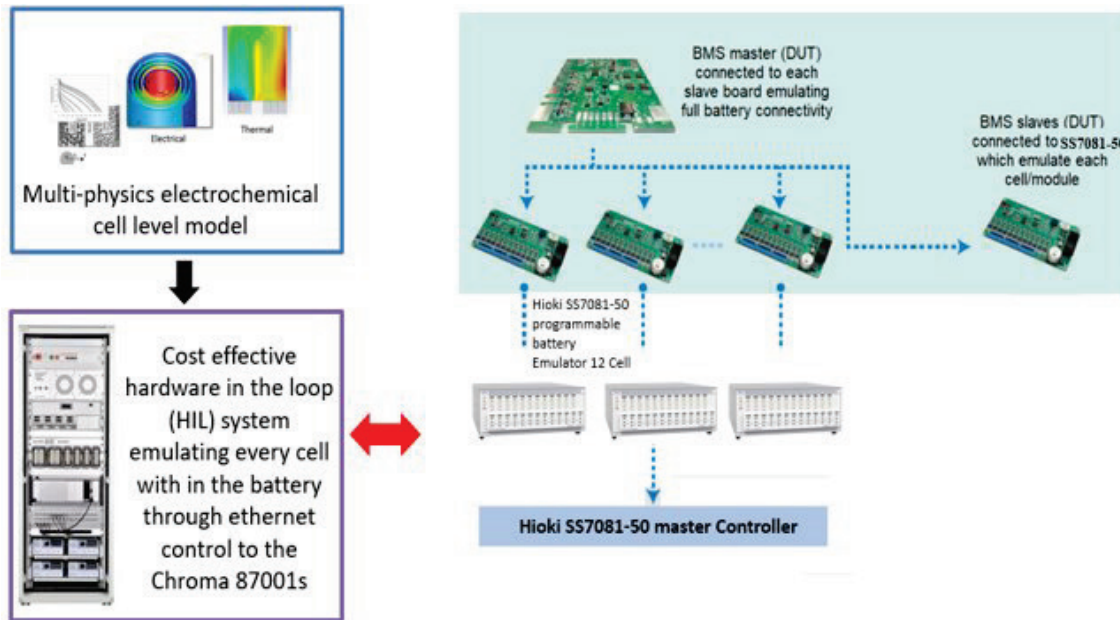 Electrical
Thermal
Multi-physics electrochemical
cell level model
Cost effective
hardware in the loop
(HIL) system
emulating every cell
with in the battery
through ethernet
control to the
Chroma 87001s
BMS master (DUT)
connected to each
slave board emulating
full battery connectivity
BMS slaves (DUT)
connected to SS7081-50
which emulate each
cell/module
Hioki SS7081-50
programmable
battery
Emulator 12 Cell
Hioki SS7081-50 master Controller